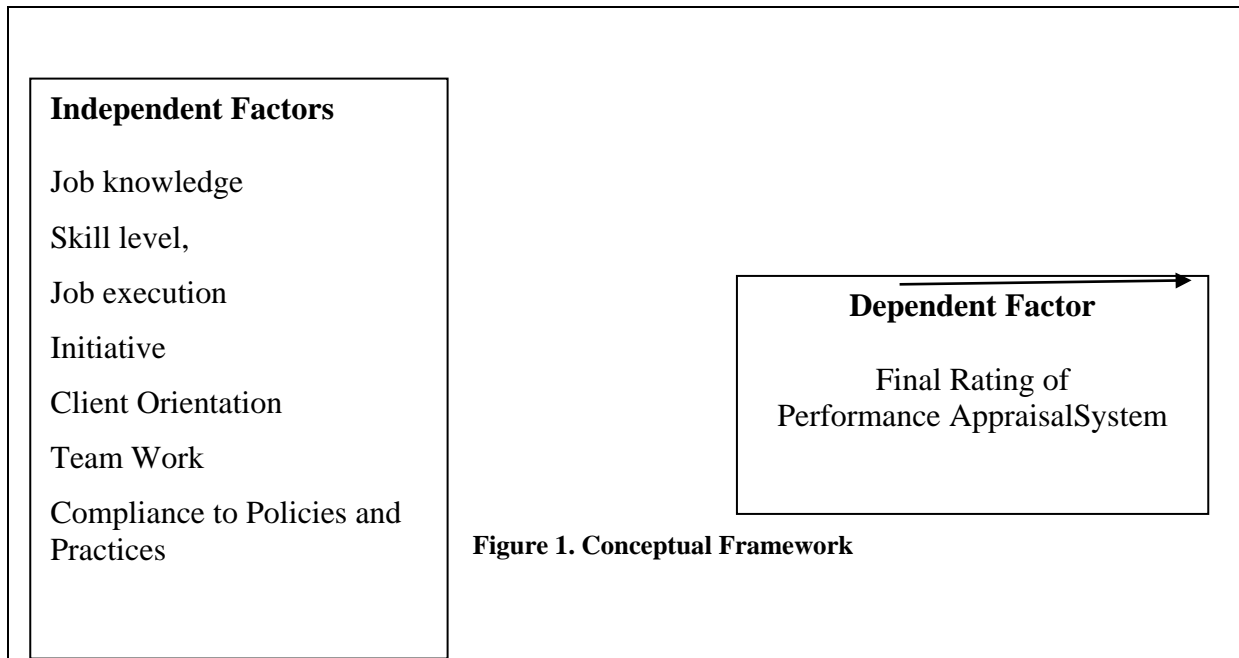 Independent Factors
Job knowledge
Skill level,
Job execution
Initiative
Client Orientation
Team Work
Compliance to Policies and
Practices
Dependent Factor
Final Rating of
Performance AppraisalSystem
Figure 1. Conceptual Framework